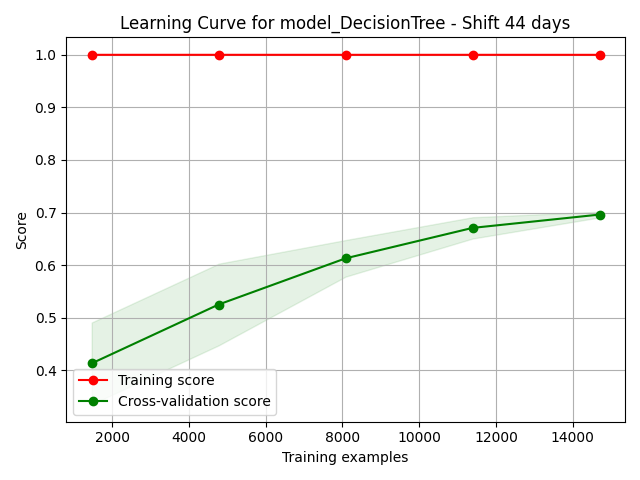 Learning Curve for model_DecisionTree - Shift 44 days
1.0
0.9
0.8
0.7
0.6
0.5
0.4
Score
Training score
Cross-validation score
2000 4000 6000 8000 10000 12000 14000
Training examples